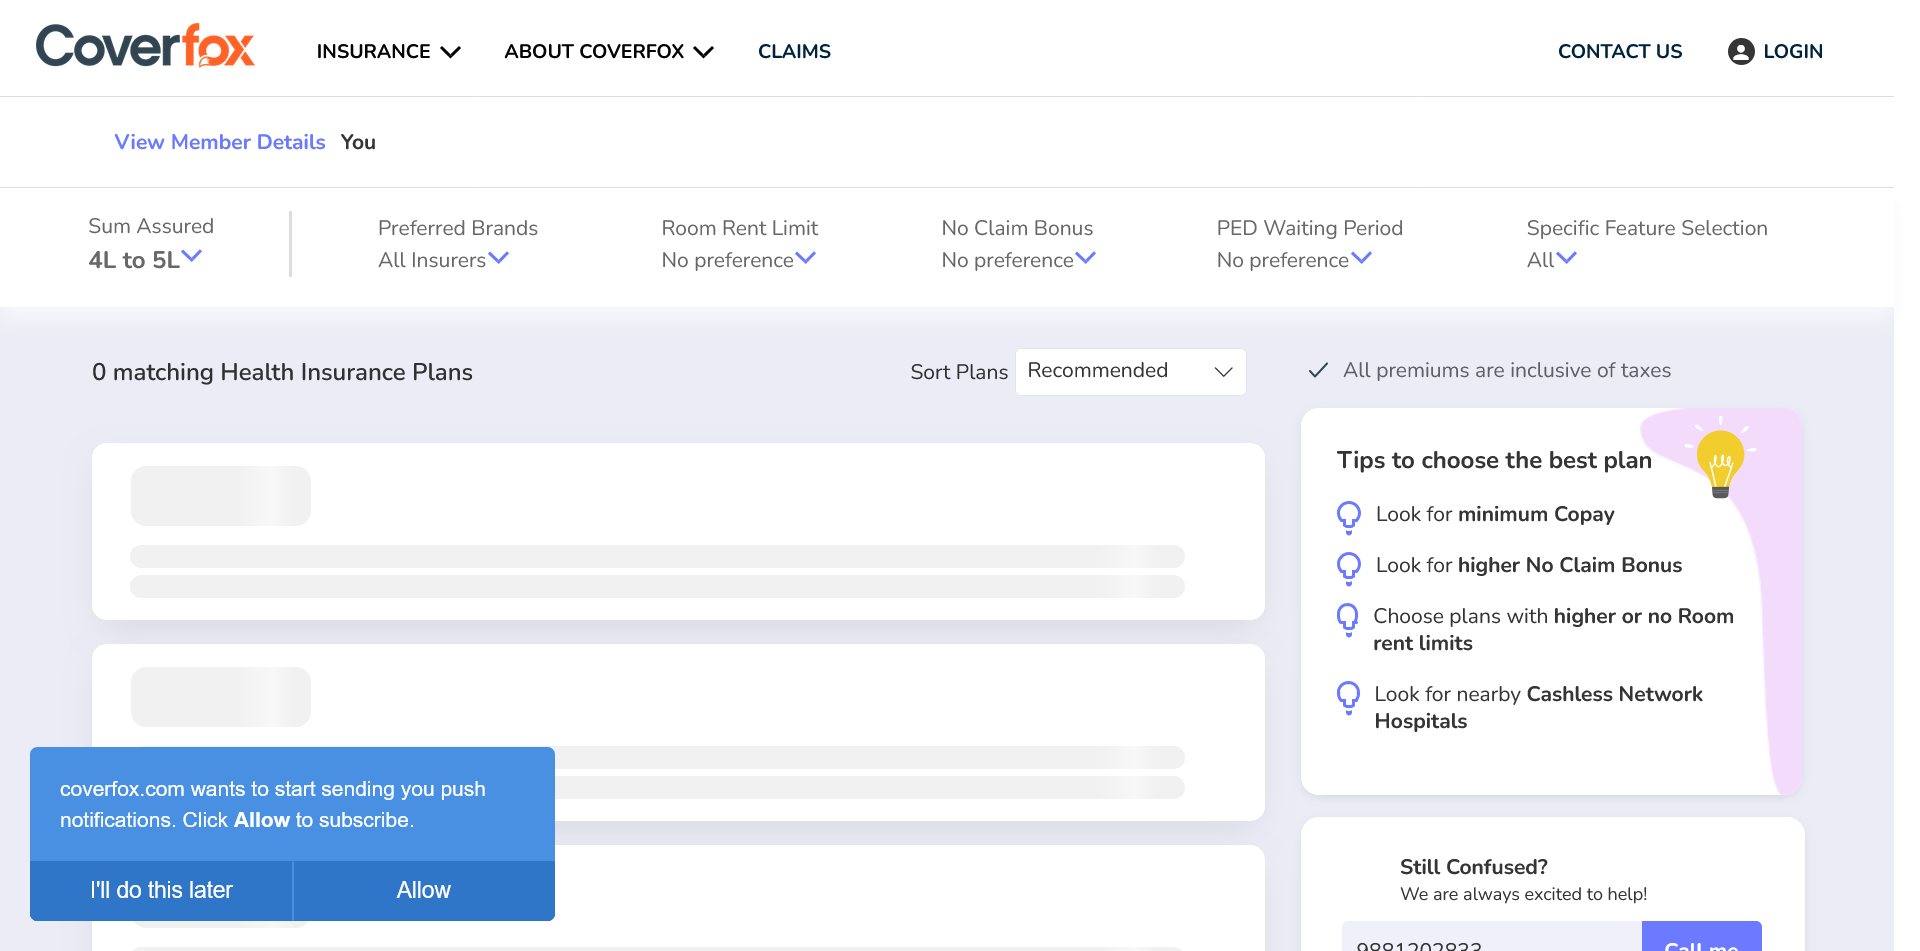 Coverfox
INSURANCE
ABOUT COVERFOX
CLAIMS
CONTACT US
LOGIN
View Member Details You
Sum Assured
4L to 5L
Preferred Brands
All Insurers
Room Rent Limit
No preference
No Claim Bonus
No preference
PED Waiting Period
No preference
Specific Feature Selection
All
0 matching Health Insurance Plans
Sort Plans
Recommended
All premiums are inclusive of taxes
Tips to choose the best plan
Look for minimum Copay
Look for higher No Claim Bonus
Choose plans with higher or no Room
rent limits
Look for nearby Cashless Network
Hospitals
coverfox.com wants to start sending you push
notifications. Click Allow to subscribe.
I'll do this later
Allow
Still Confused?
We are always excited to help!
9881202833
Call me